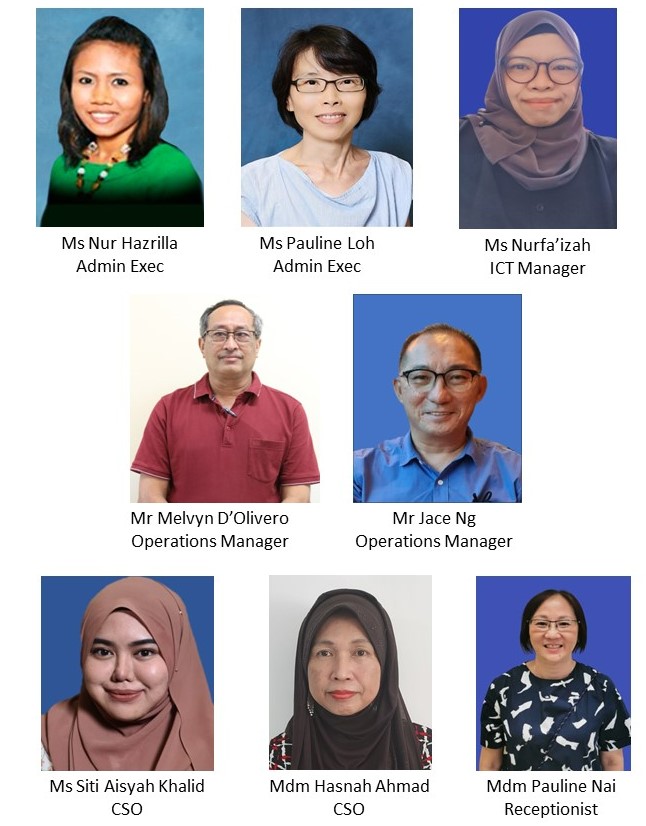 Ms Nur Hazrilla
Admin Exec
Ms Pauline Loh
Admin Exec
Ms Nurfa’izah
ICT Manager
Mr Melvyn D’Olivero
Operations Manager
Mr Jace Ng
Operations Manager
Ms Siti Aisyah Khalid
CSO
Mdm Hasnah Ahmad
CSO
Mdm Pauline Nai
Receptionist